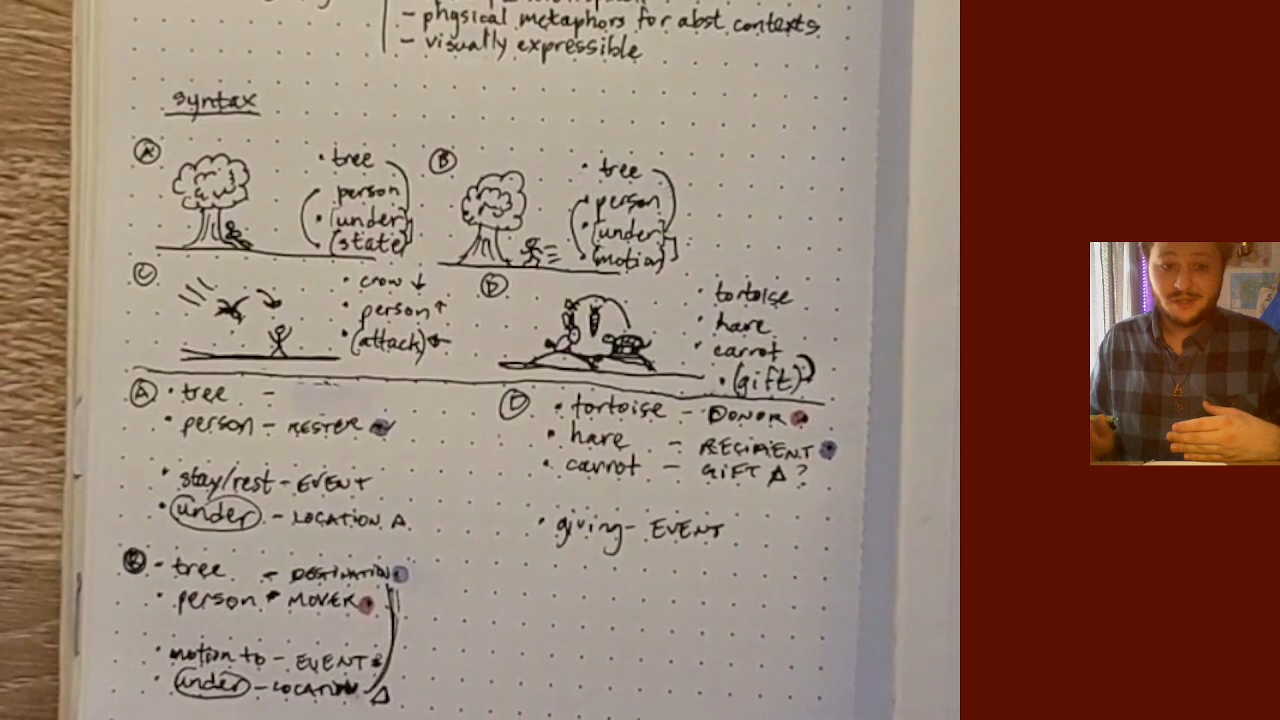 - physical metaphors for abst contexts
- visually expressible
syntax
A
• tree
person
• (under)
(state)
B
• tree
• person
• (under)
(motion)
C
• crow ↓
• person ↑
• (attack) ←
D
• tortoise
• hare
• carrot
• (gift)
A • tree -
• person - RESTER
• stay/rest - EVENT
• under - LOCATION Δ
B - tree - DESTINATION
• person - MOVER
• motion to - EVENT
• under - LOCATION Δ
D • tortoise - DONOR
• hare - RECIPIENT
• carrot - GIFT Δ ?
• giving - EVENT